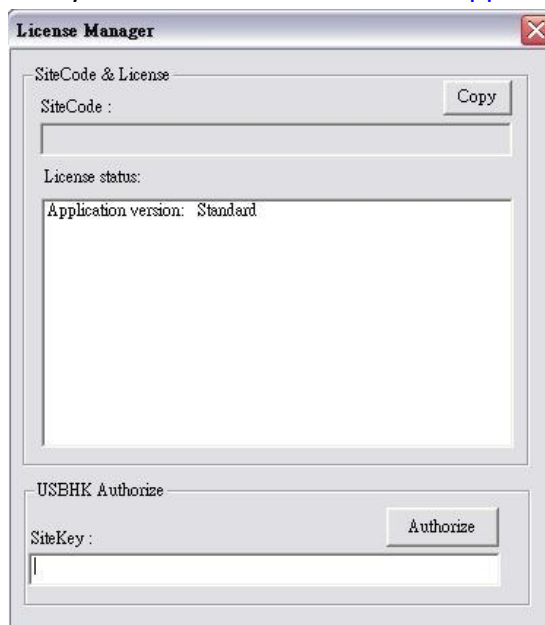 License Manager
SiteCode & License
Copy
SiteCode :
License status:
Application version: Standard
USBHK Authorize
Authorize
SiteKey :